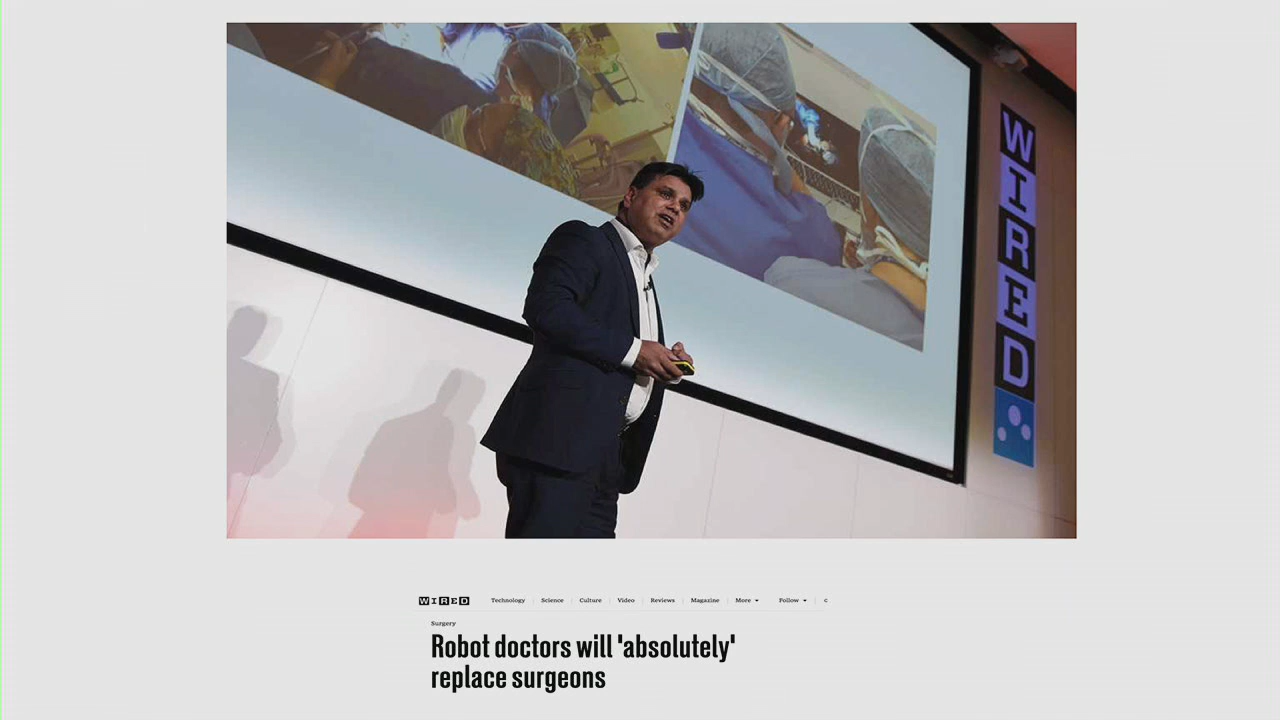 WIRED
WIRED Technology Science Culture Video Reviews Magazine More Follow C
Surgery
Robot doctors will 'absolutely'
replace surgeons